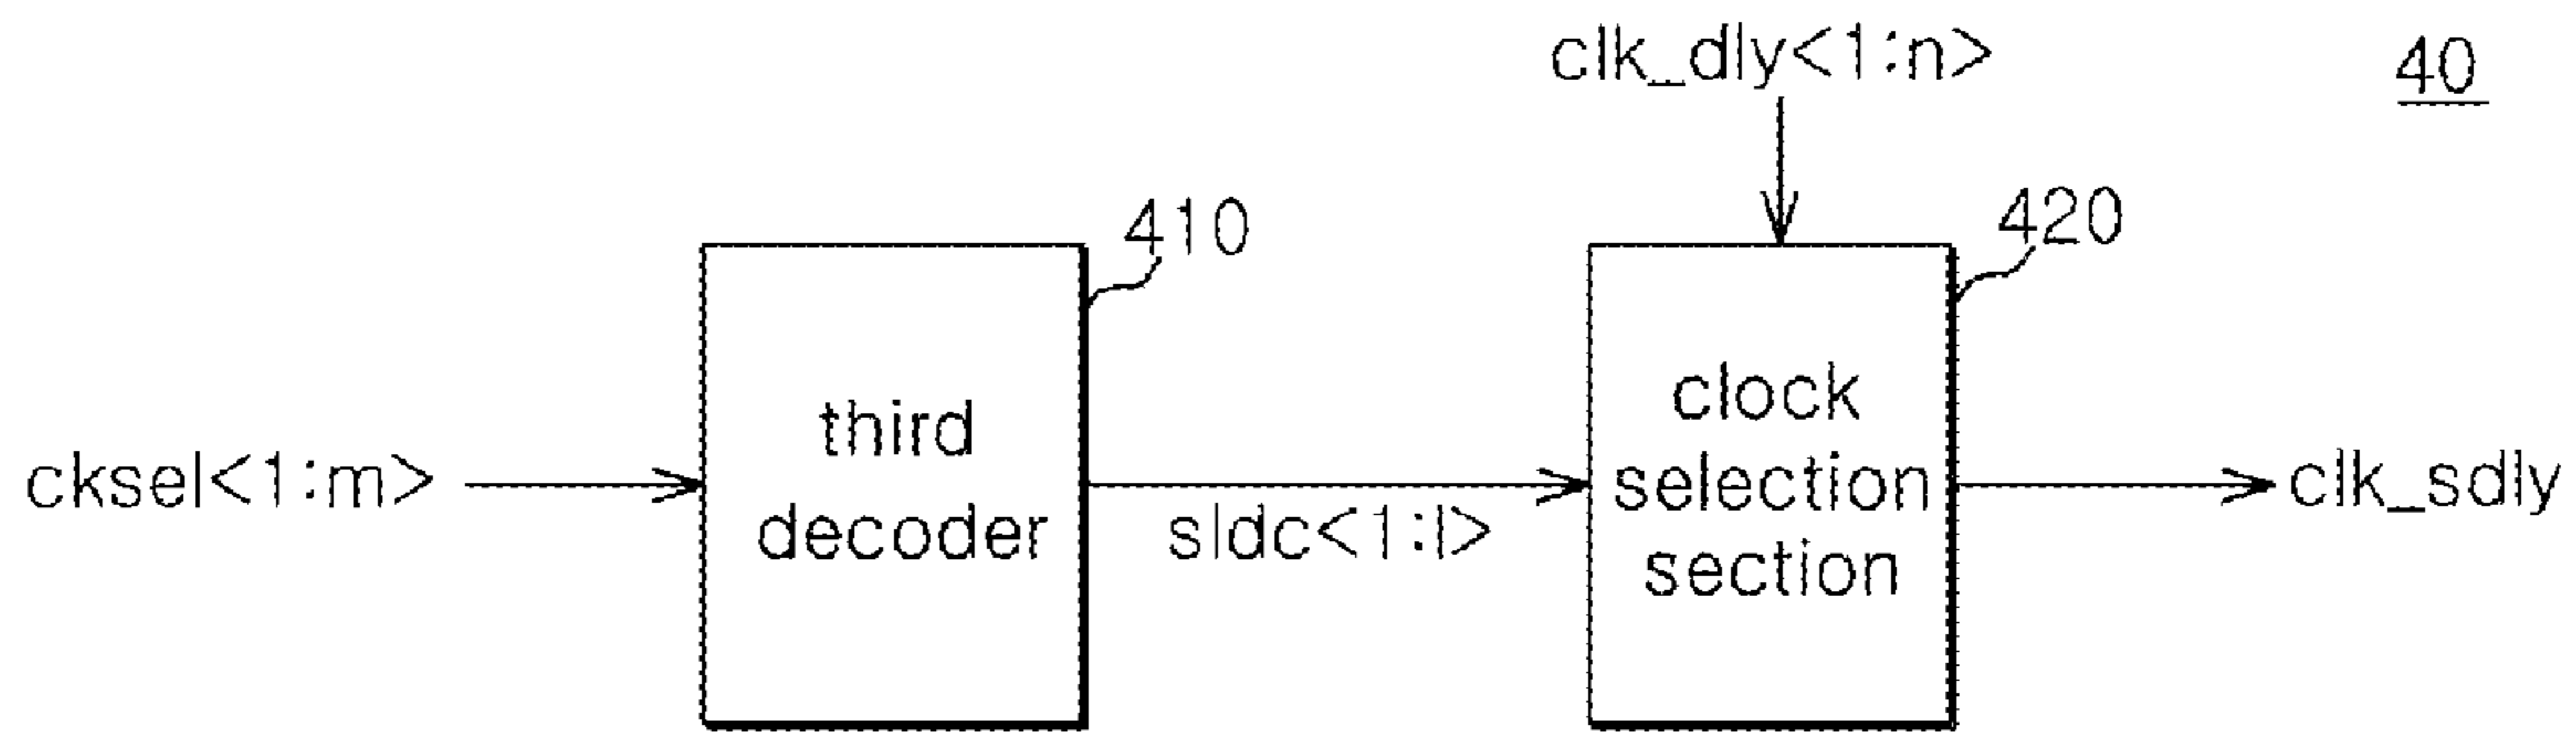 clk_dly<1:n>
40
410
420
cksel<1:m>
third
decoder
sldc<1:l>
clock
selection
section
clk_sdly